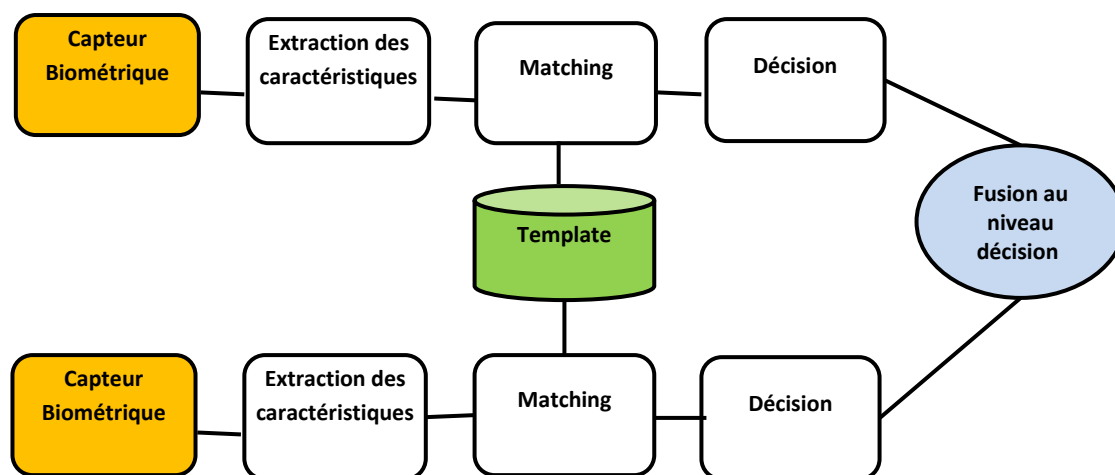 Capteur
Biométrique
Extraction des
caractéristiques
Matching
Décision
Fusion au
niveau
décision
Template
Capteur
Biométrique
Extraction des
caractéristiques
Matching
Décision